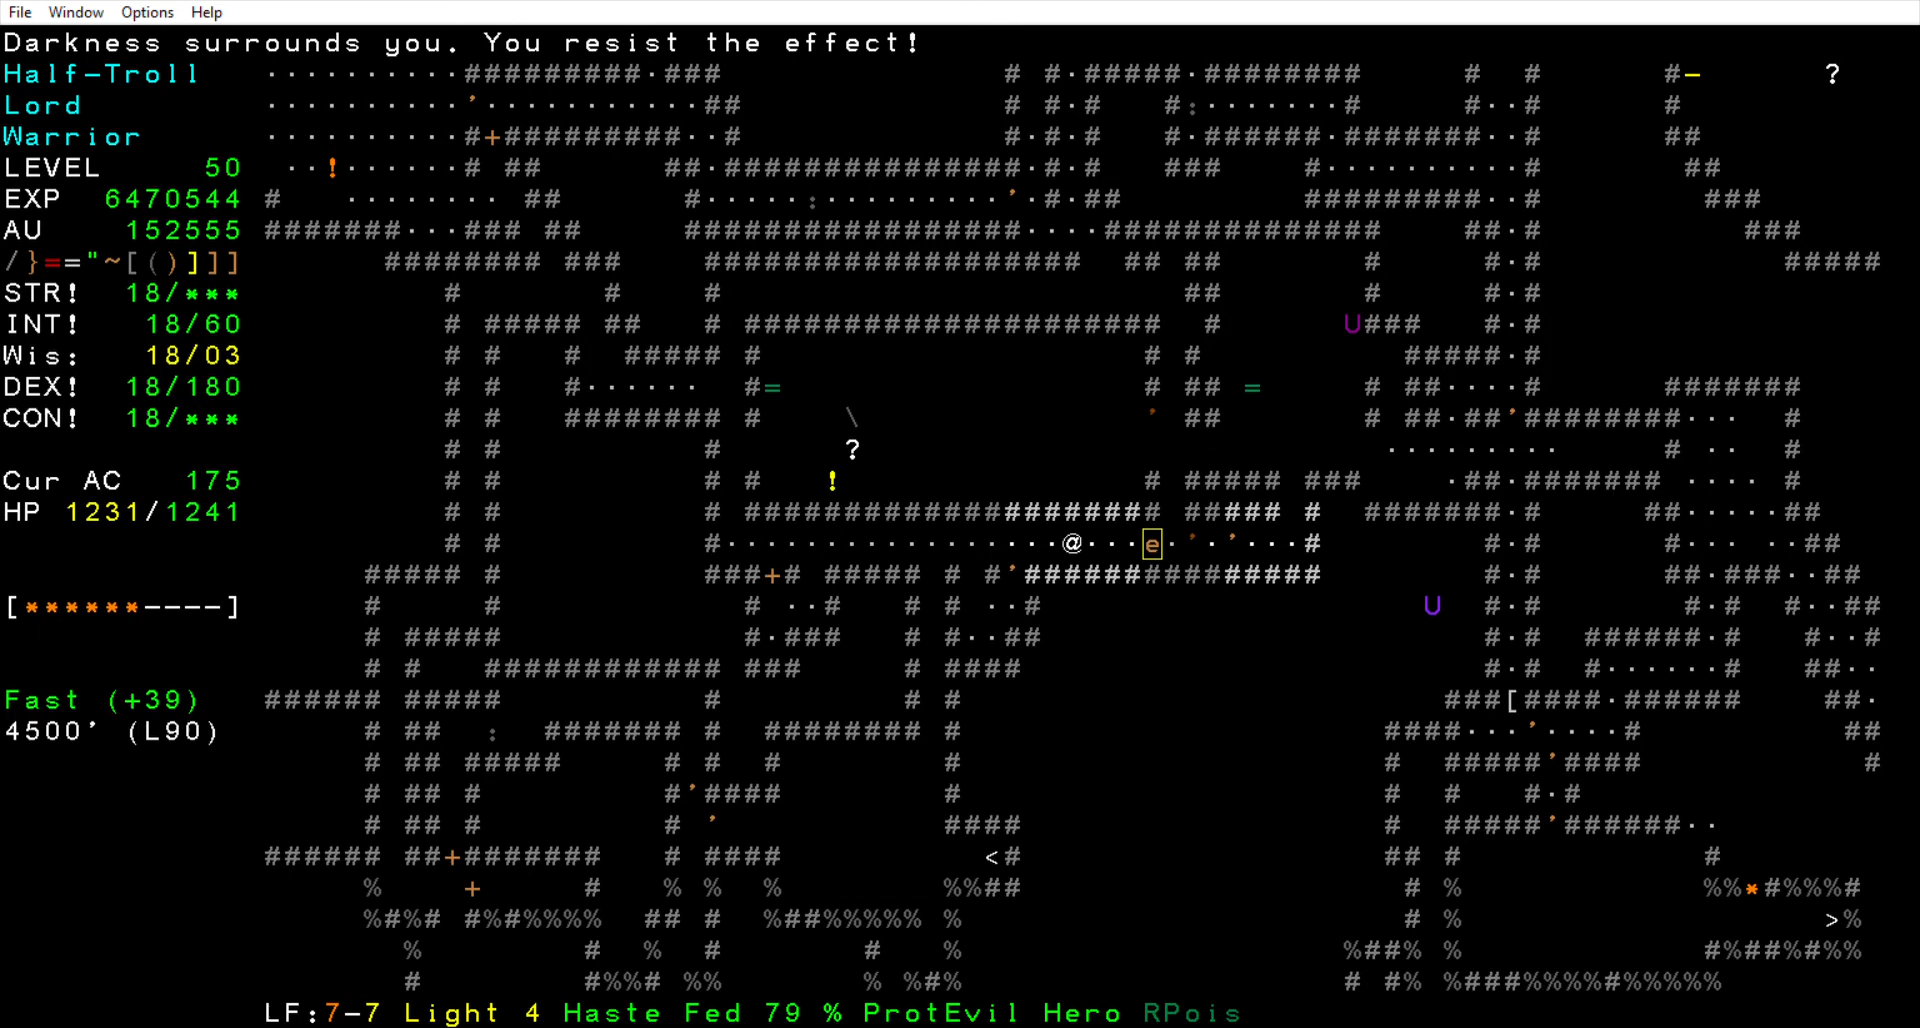 File Window Options Help
Darkness surrounds you. You resist the effect!
Half-Troll
Lord
Warrior
LEVEL 50
EXP 6470544
AU 152555
/}==“~[()]]]
STR! 18/***
INT! 18/60
Wis: 18/03
DEX! 18/180
CON! 18/***
Cur AC 175
HP 1231/1241
[******----]
Fast (+39)
4500' (L90)
LF:7-7 Light 4 Haste Fed 79 % ProtEvil Hero RPois